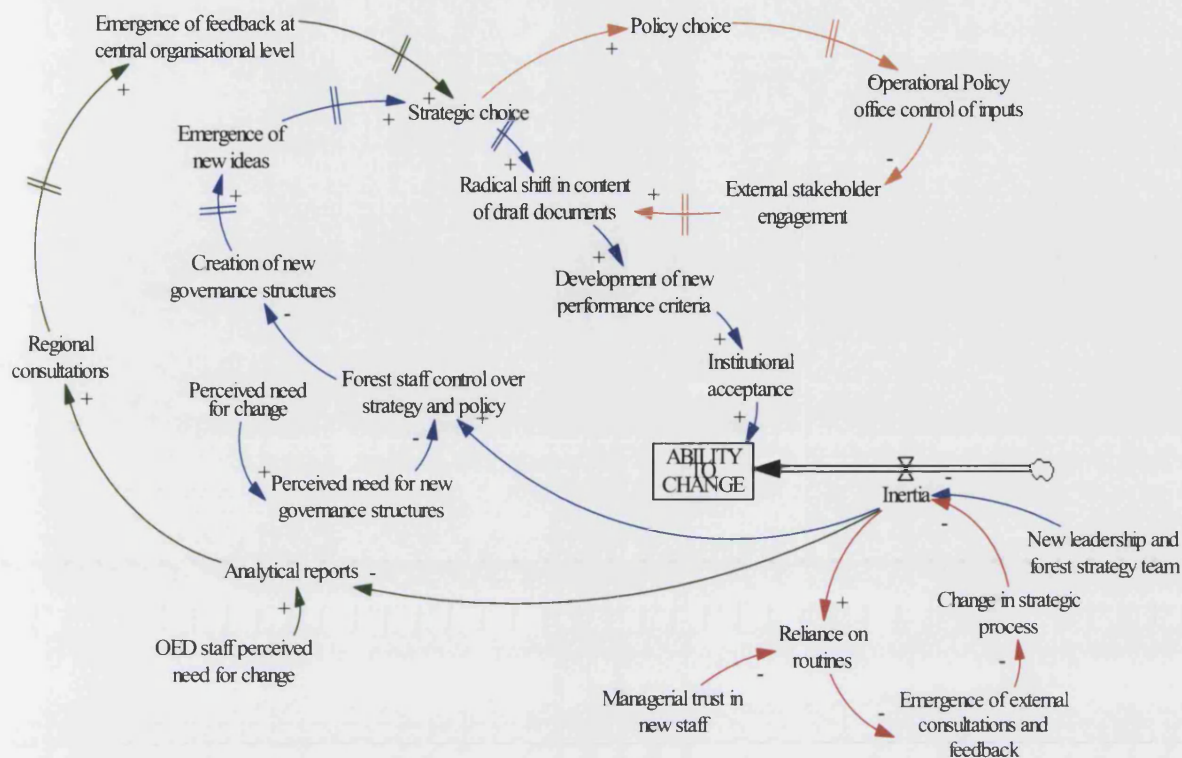 Emergence of feedback at
central organisational level
Policy choice
Operational Policy
office control of inputs
Strategic choice
Emergence of
new ideas
Radical shift in content
of draft documents
External stakeholder
engagement
Creation of new
governance structures
Development of new
performance criteria
Regional
consultations
Institutional
acceptance
Perceived need
for change
Forest staff control over
strategy and policy
ABILITY
TO
CHANGE
Perceived need for new
governance structures
Inertia
New leadership and
forest strategy team
Analytical reports
Change in strategic
process
OED staff perceived
need for change
Reliance on
routines
Managerial trust in
new staff
Emergence of external
consultations and
feedback